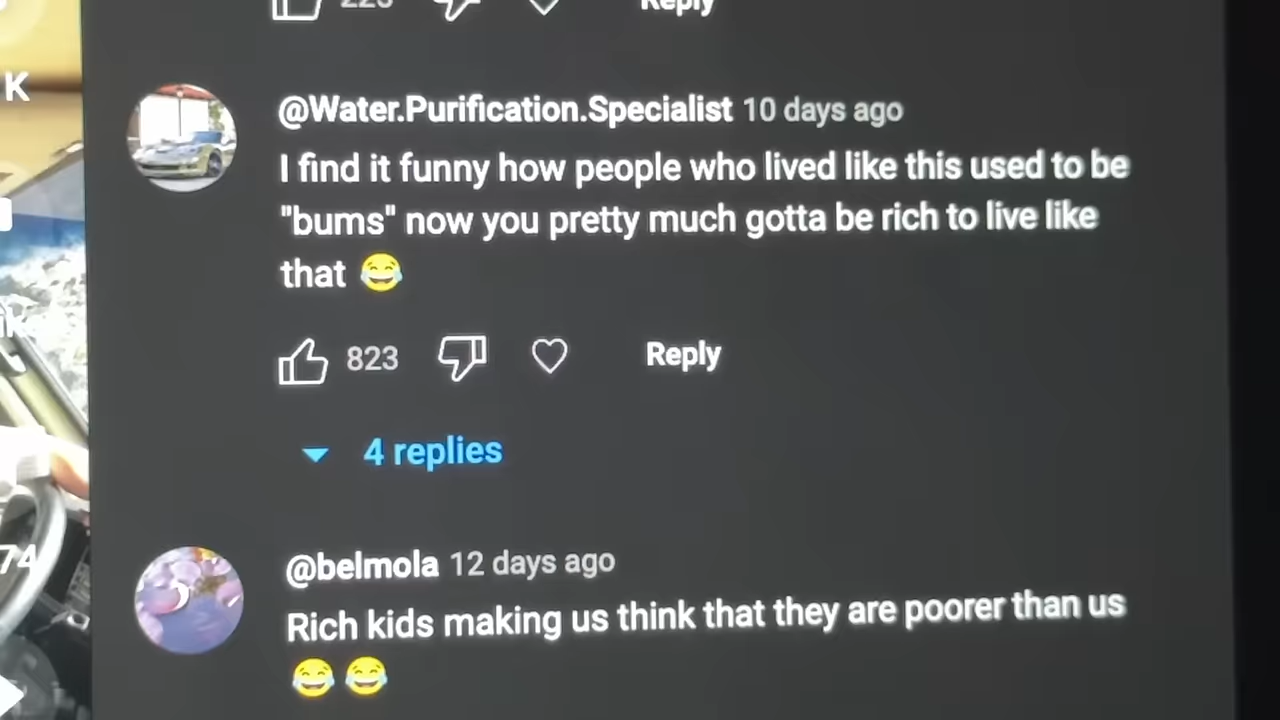 223 Reply
K
@Water.Purification.Specialist 10 days ago
I find it funny how people who lived like this used to be
"bums" now you pretty much gotta be rich to live like
that 😂
823 Reply
4 replies
74
@belmola 12 days ago
Rich kids making us think that they are poorer than us
😂 😂